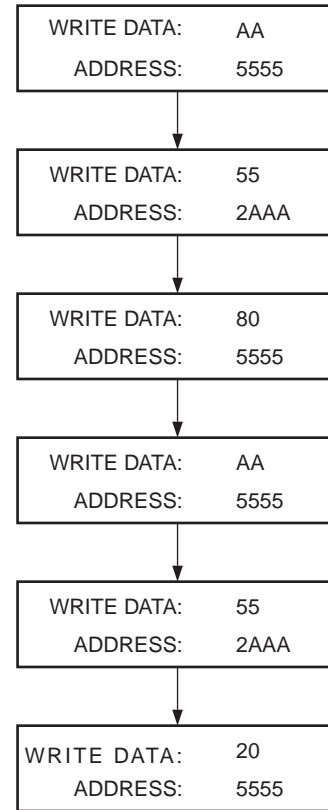 WRITE DATA: AA
ADDRESS: 5555
WRITE DATA: 55
ADDRESS: 2AAA
WRITE DATA: 80
ADDRESS: 5555
WRITE DATA: AA
ADDRESS: 5555
WRITE DATA: 55
ADDRESS: 2AAA
WRITE DATA: 20
ADDRESS: 5555